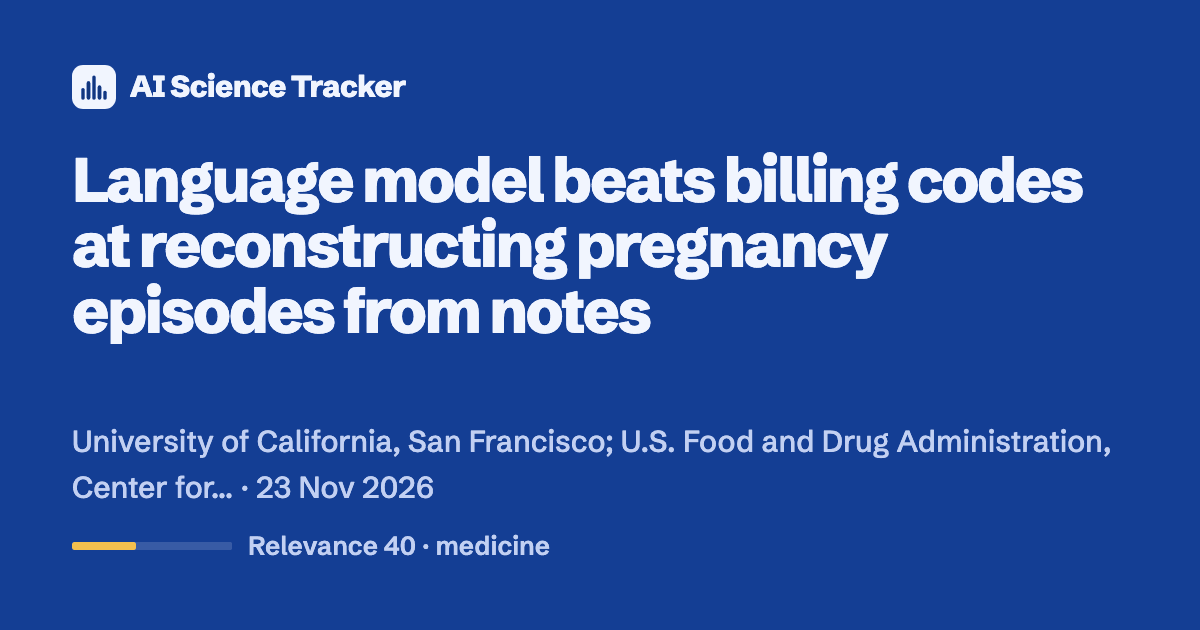 AI Science Tracker
Language model beats billing codes
at reconstructing pregnancy
episodes from notes
University of California, San Francisco; U.S. Food and Drug Administration,
Center for... · 23 Nov 2026
Relevance 40 · medicine